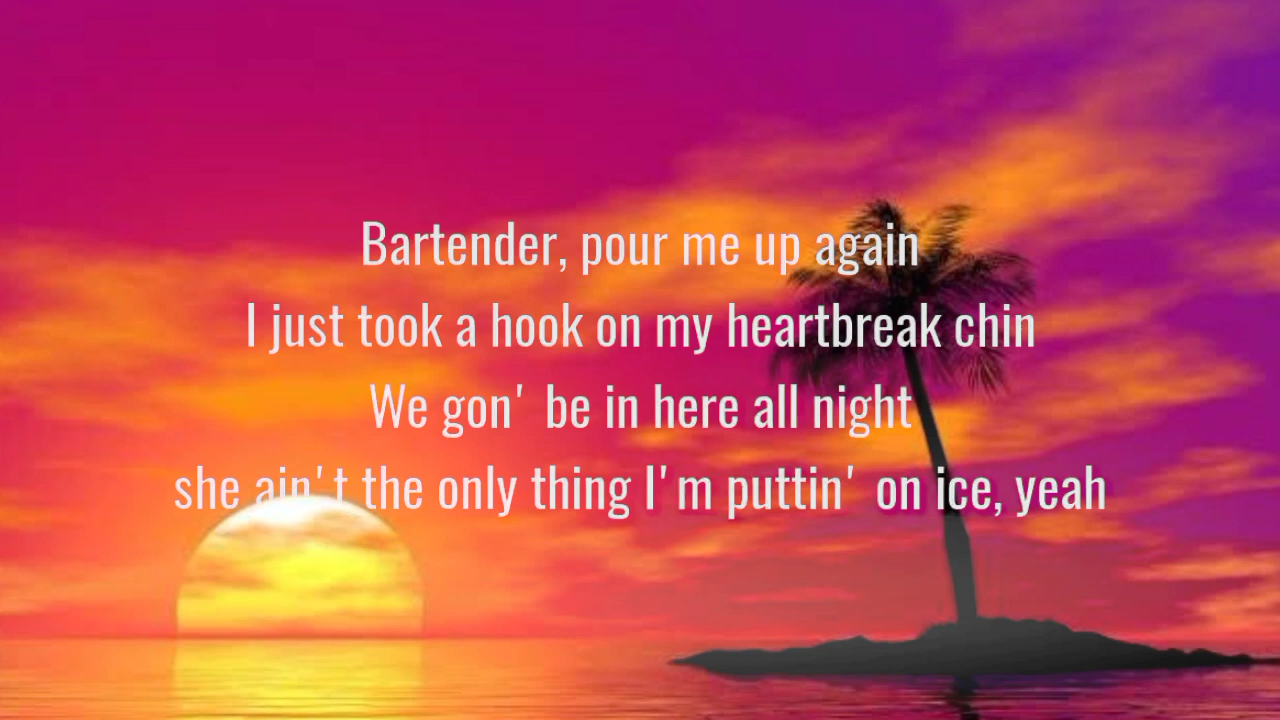 Bartender, pour me up again
I just took a hook on my heartbreak chin
We gon' be in here all night
she ain't the only thing I'm puttin' on ice, yeah